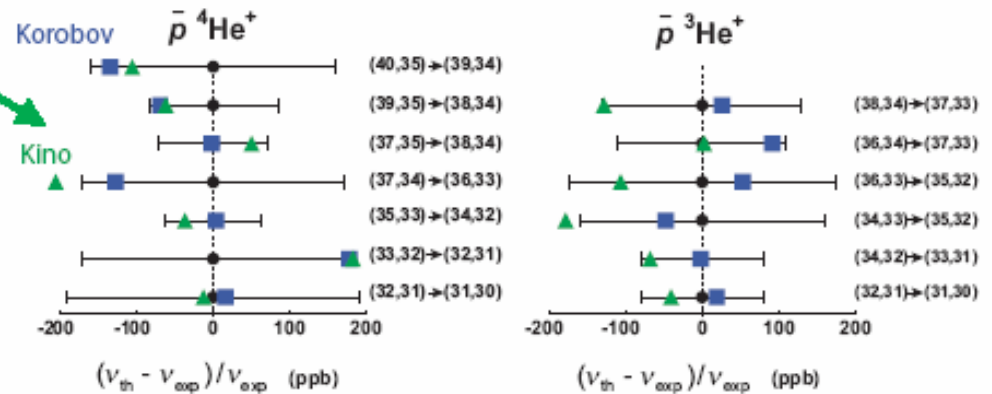 Korobov
p̄ ⁴He⁺
(40,35)→(39,34)
(39,35)→(38,34)
(37,35)→(38,34)
Kino
(37,34)→(36,33)
(35,33)→(34,32)
(33,32)→(32,31)
(32,31)→(31,30)
-200 -100 0 100 200
(ν_th - ν_exp)/ν_exp (ppb)
p̄ ³He⁺
(38,34)→(37,33)
(36,34)→(37,33)
(36,33)→(35,32)
(34,33)→(35,32)
(34,32)→(33,31)
(32,31)→(31,30)
-200 -100 0 100 200
(ν_th - ν_exp)/ν_exp (ppb)